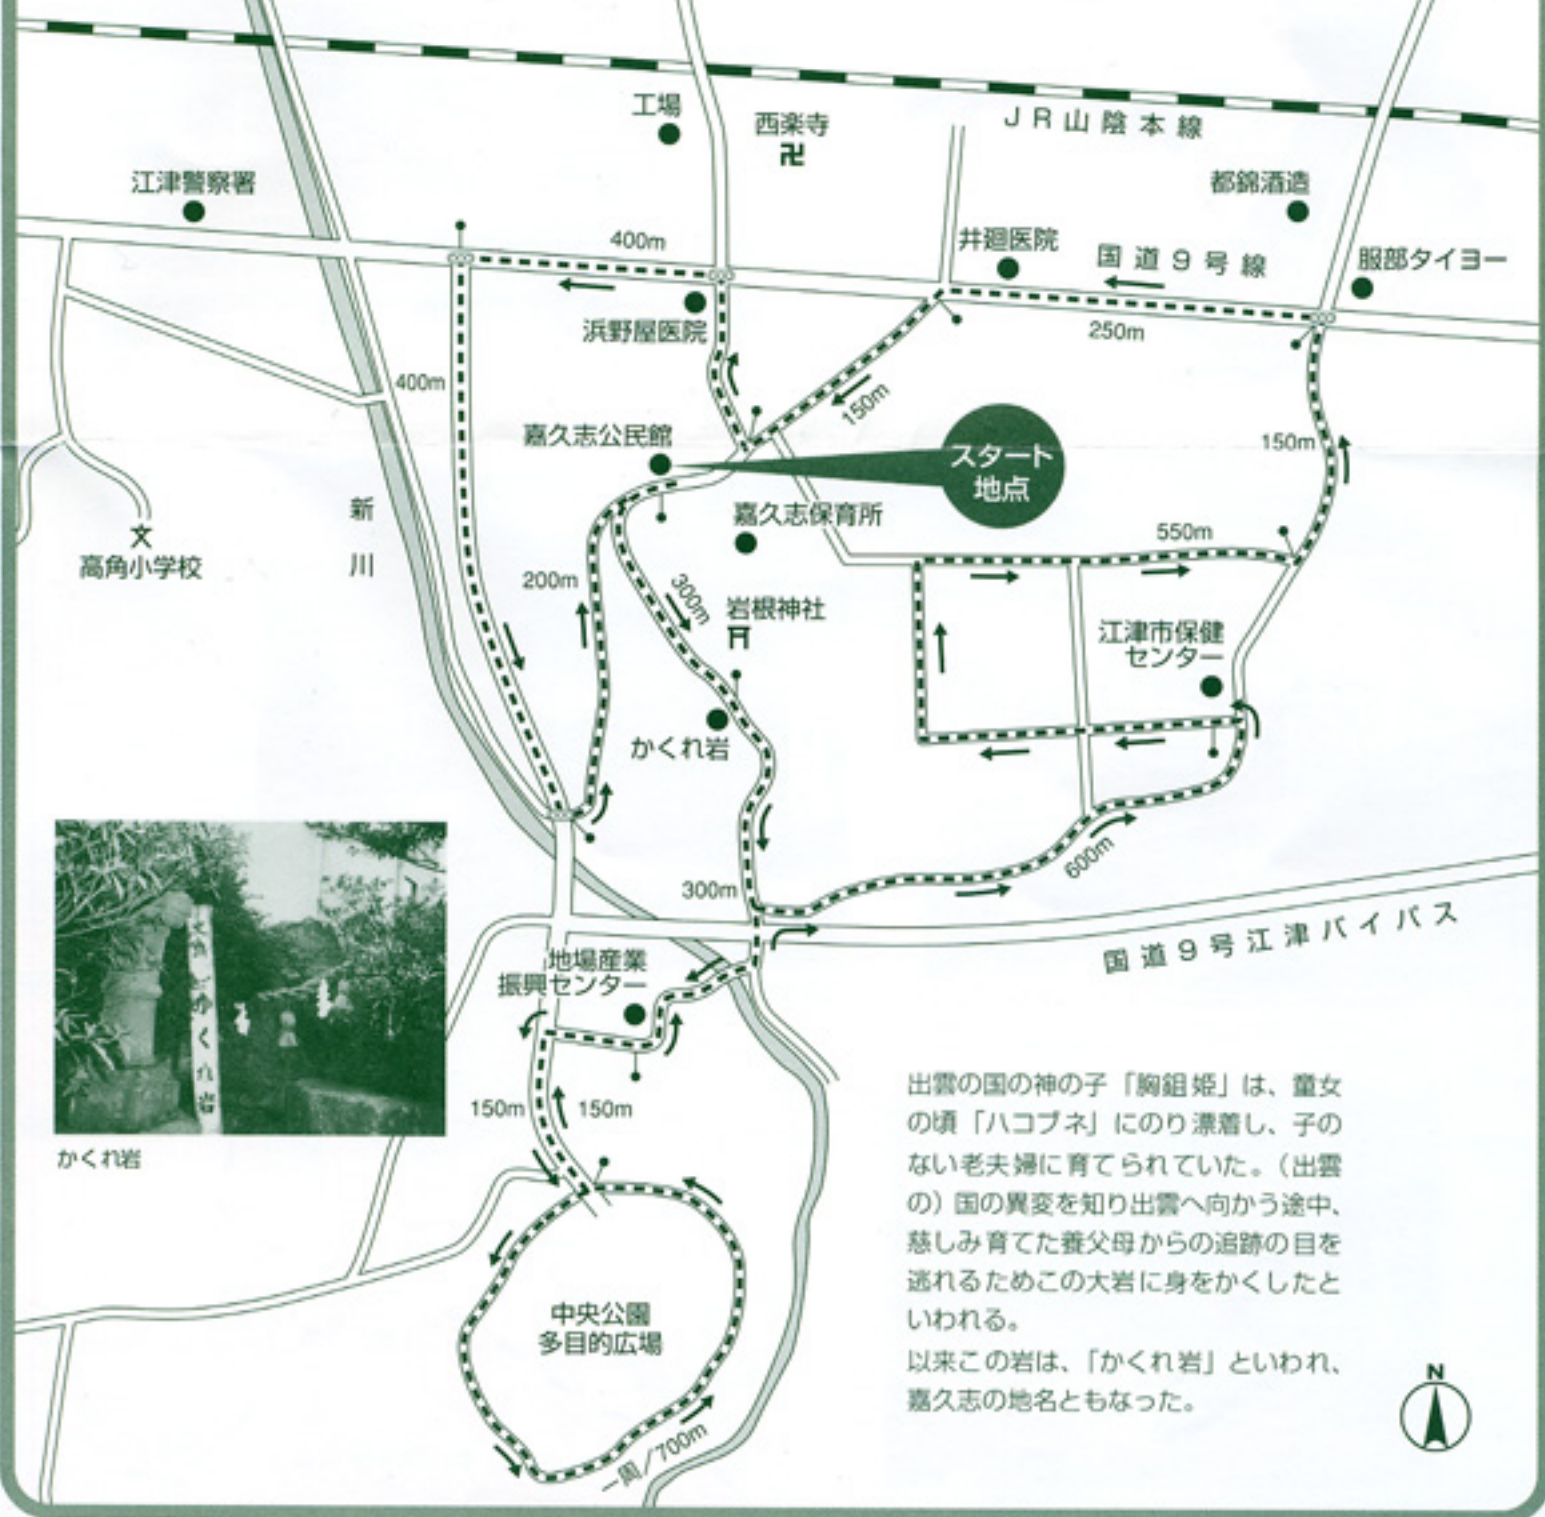 JR山陰本線
工場
西楽寺
江津警察署
都錦酒造
400m
井廻医院
国道9号線
服部タイヨー
浜野屋医院
250m
400m
150m
嘉久志公民館
スタート
地点
150m
新川
嘉久志保育所
高角小学校
文
550m
200m
300m
岩根神社
江津市保健
センター
かくれ岩
300m
600m
国道9号江津バイパス
地場産業
振興センター
150m
150m
かくれ岩
中央公園
多目的広場
一周/700m
出雲の国の神の子「胸鉏姫」は、童女
の頃「ハコブネ」にのり漂着し、子の
ない老夫婦に育てられていた。(出雲
の)国の異変を知り出雲へ向かう途中、
慈しみ育てた養父母からの追跡の目を
逃れるためこの大岩に身をかくしたと
いわれる。
以来この岩は、「かくれ岩」といわれ、
嘉久志の地名ともなった。
N